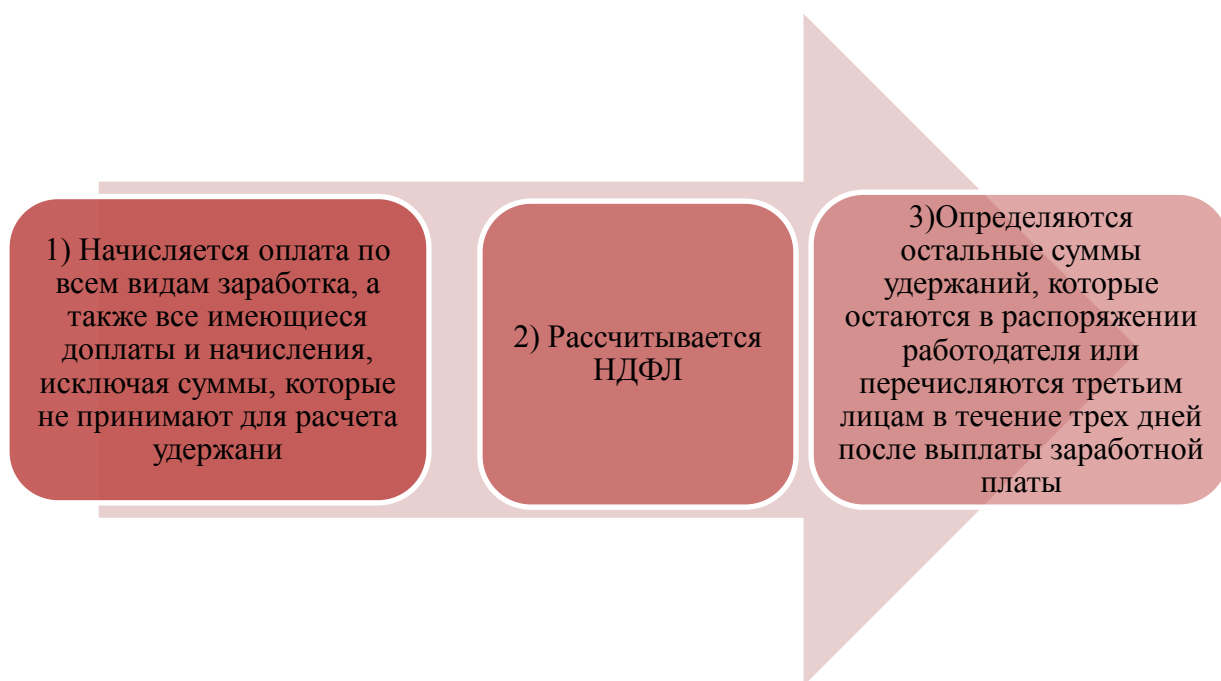 1) Начисляется оплата по
всем видам заработка, а
также все имеющиеся
доплаты и начисления,
исключая суммы, которые
не принимают для расчета
удержани
2) Рассчитывается
НДФЛ
3)Определяются
остальные суммы
удержаний, которые
остаются в распоряжении
работодателя или
перечисляются третьим
лицам в течение трех дней
после выплаты заработной
платы